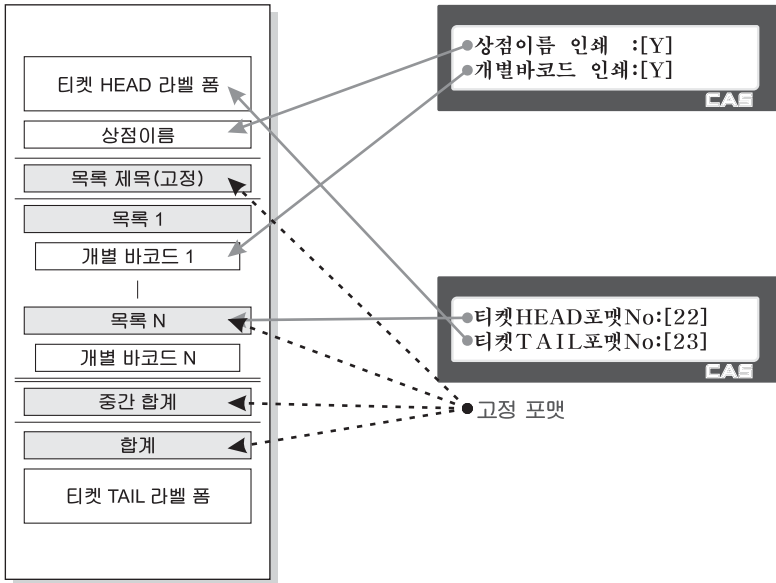 티켓 HEAD 라벨 폼
상점이름
목록 제목(고정)
목록 1
개별 바코드 1
목록 N
개별 바코드 N
중간 합계
합계
티켓 TAIL 라벨 폼
상점이름 인쇄 :[Y]
개별바코드 인쇄:[Y]
CAS
티켓HEAD포맷No:[22]
티켓TAIL포맷No:[23]
CAS
고정 포맷